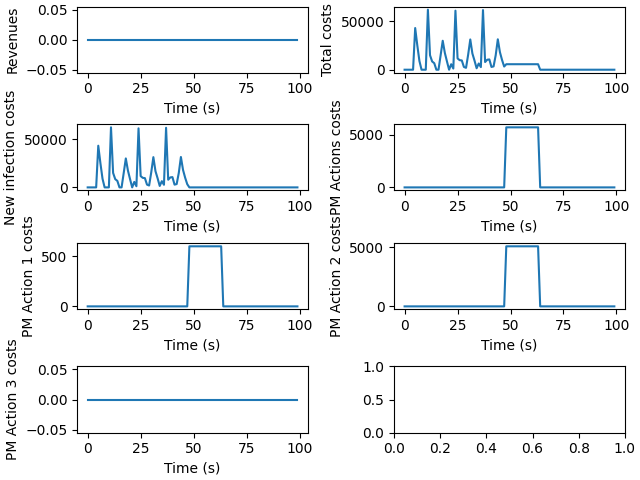 Revenues
0.05
0.00
−0.05
0 25 50 75 100
Time (s)
Total costs
50000
0
0 25 50 75 100
Time (s)
New infection costs
50000
0
0 25 50 75 100
Time (s)
PM Actions costs
5000
0
0 25 50 75 100
Time (s)
PM Action 1 costs
500
0
0 25 50 75 100
Time (s)
PM Action 2 costs
5000
0
0 25 50 75 100
Time (s)
PM Action 3 costs
0.05
0.00
−0.05
0 25 50 75 100
Time (s)
1.0
0.5
0.0
0.0 0.2 0.4 0.6 0.8 1.0